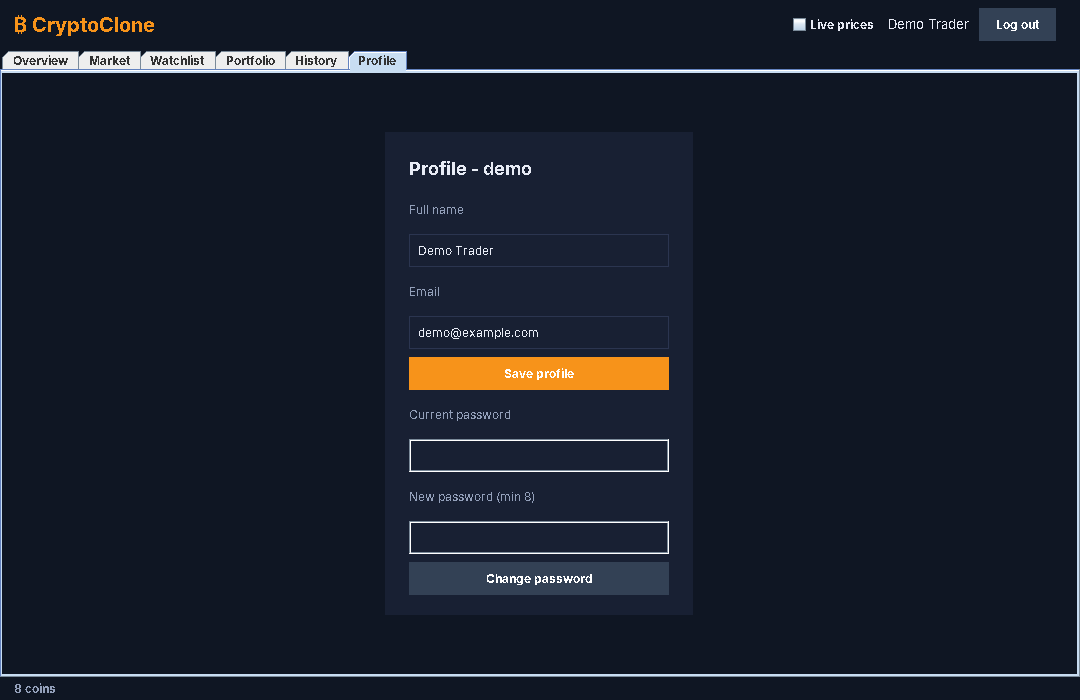 ₿ CryptoClone
Live prices
Demo Trader
Log out
Overview
Market
Watchlist
Portfolio
History
Profile
Profile - demo
Full name
Demo Trader
Email
demo@example.com
Save profile
Current password
New password (min 8)
Change password
8 coins